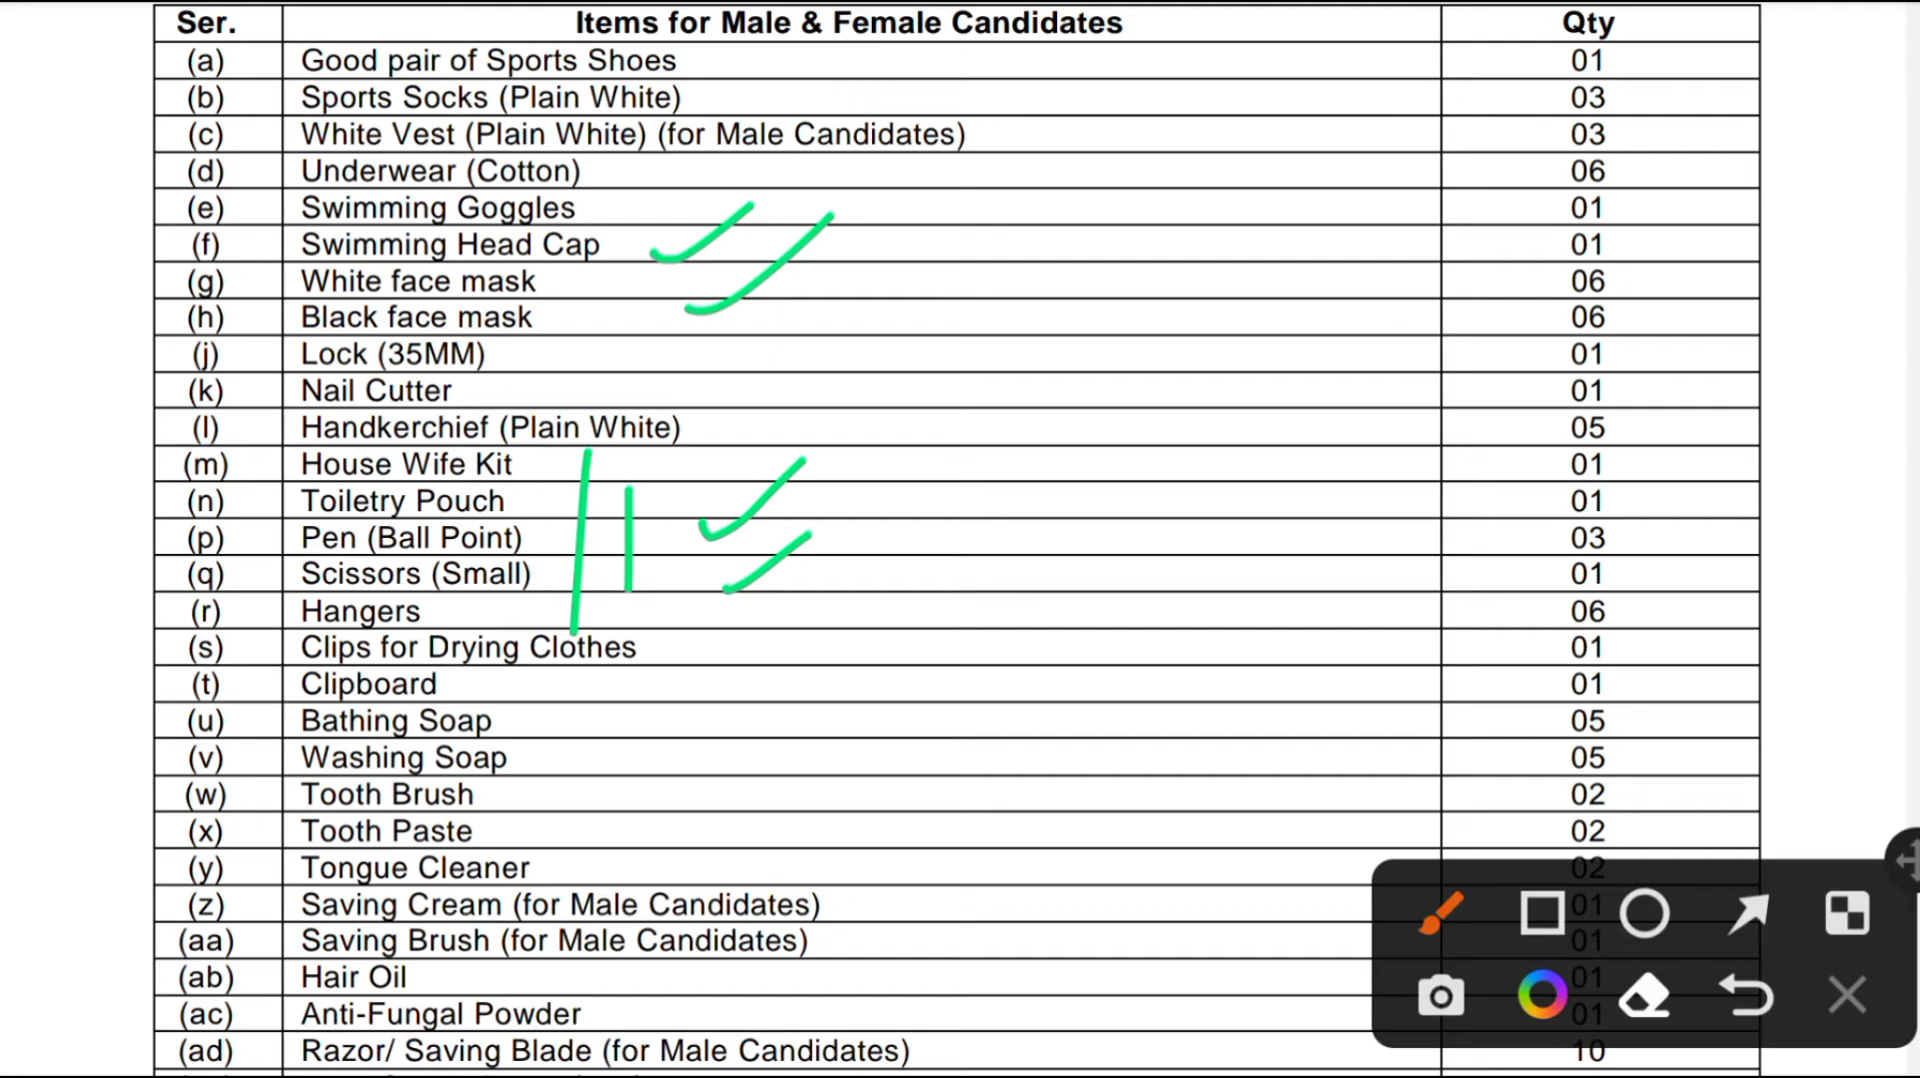 Ser. Items for Male & Female Candidates Qty
(a) Good pair of Sports Shoes 01
(b) Sports Socks (Plain White) 03
(c) White Vest (Plain White) (for Male Candidates) 03
(d) Underwear (Cotton) 06
(e) Swimming Goggles 01
(f) Swimming Head Cap 01
(g) White face mask 06
(h) Black face mask 06
(j) Lock (35MM) 01
(k) Nail Cutter 01
(l) Handkerchief (Plain White) 05
(m) House Wife Kit 01
(n) Toiletry Pouch 01
(p) Pen (Ball Point) 03
(q) Scissors (Small) 01
(r) Hangers 06
(s) Clips for Drying Clothes 01
(t) Clipboard 01
(u) Bathing Soap 05
(v) Washing Soap 05
(w) Tooth Brush 02
(x) Tooth Paste 02
(y) Tongue Cleaner 02
(z) Saving Cream (for Male Candidates) 01
(aa) Saving Brush (for Male Candidates) 01
(ab) Hair Oil 01
(ac) Anti-Fungal Powder 01
(ad) Razor/ Saving Blade (for Male Candidates) 10